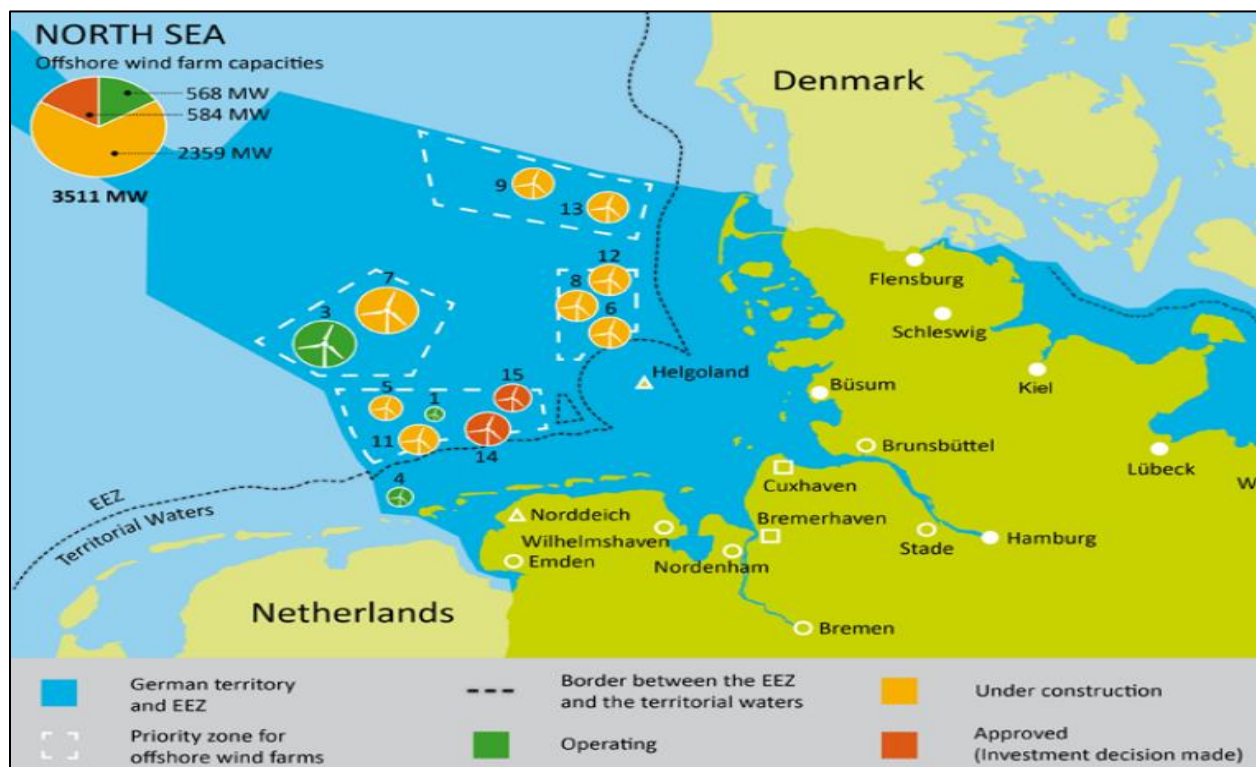 NORTH SEA
Offshore wind farm capacities
568 MW
584 MW
2359 MW
3511 MW
Denmark
9
13
12
8
6
7
3
15
5
1
11
14
4
Flensburg
Schleswig
Helgoland
Büsum
Kiel
Brunsbüttel
Lübeck
W
Cuxhaven
EEZ
Territorial Waters
Norddeich
Bremerhaven
Wilhelmshaven
Stade
Hamburg
Emden
Nordenham
Netherlands
Bremen
German territory
and EEZ
Border between the EEZ
and the territorial waters
Under construction
Priority zone for
offshore wind farms
Operating
Approved
(Investment decision made)